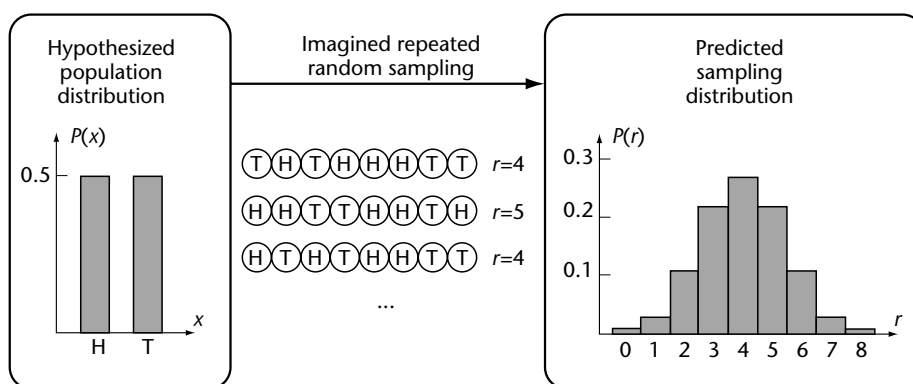 Hypothesized
population
distribution
P(x)
0.5
H T
x
Imagined repeated
random sampling
T H T H H H T T r=4
H H T T H H T H r=5
H T H T H H T T r=4
...
Predicted
sampling
distribution
P(r)
0.3
0.2
0.1
0 1 2 3 4 5 6 7 8
r